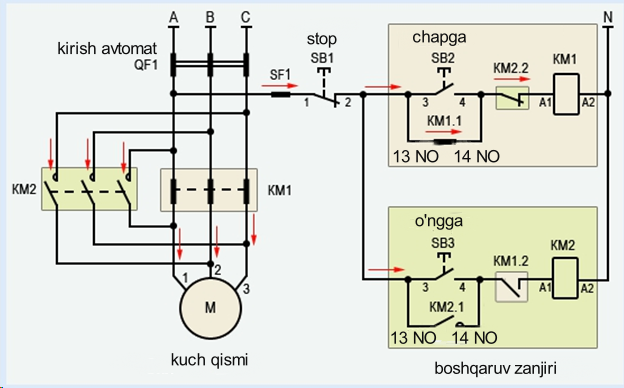 A B C N
kirish avtomat
QF1
stop
SB1
SF1
1 2
chapga
SB2
KM2.2
KM1
3 4
A1 A2
KM1.1
13 NO 14 NO
KM2
KM1
o'ngga
SB3
KM1.2
KM2
3 4
A1 A2
KM2.1
13 NO 14 NO
1 2 3
M
kuch qismi
boshqaruv zanjiri